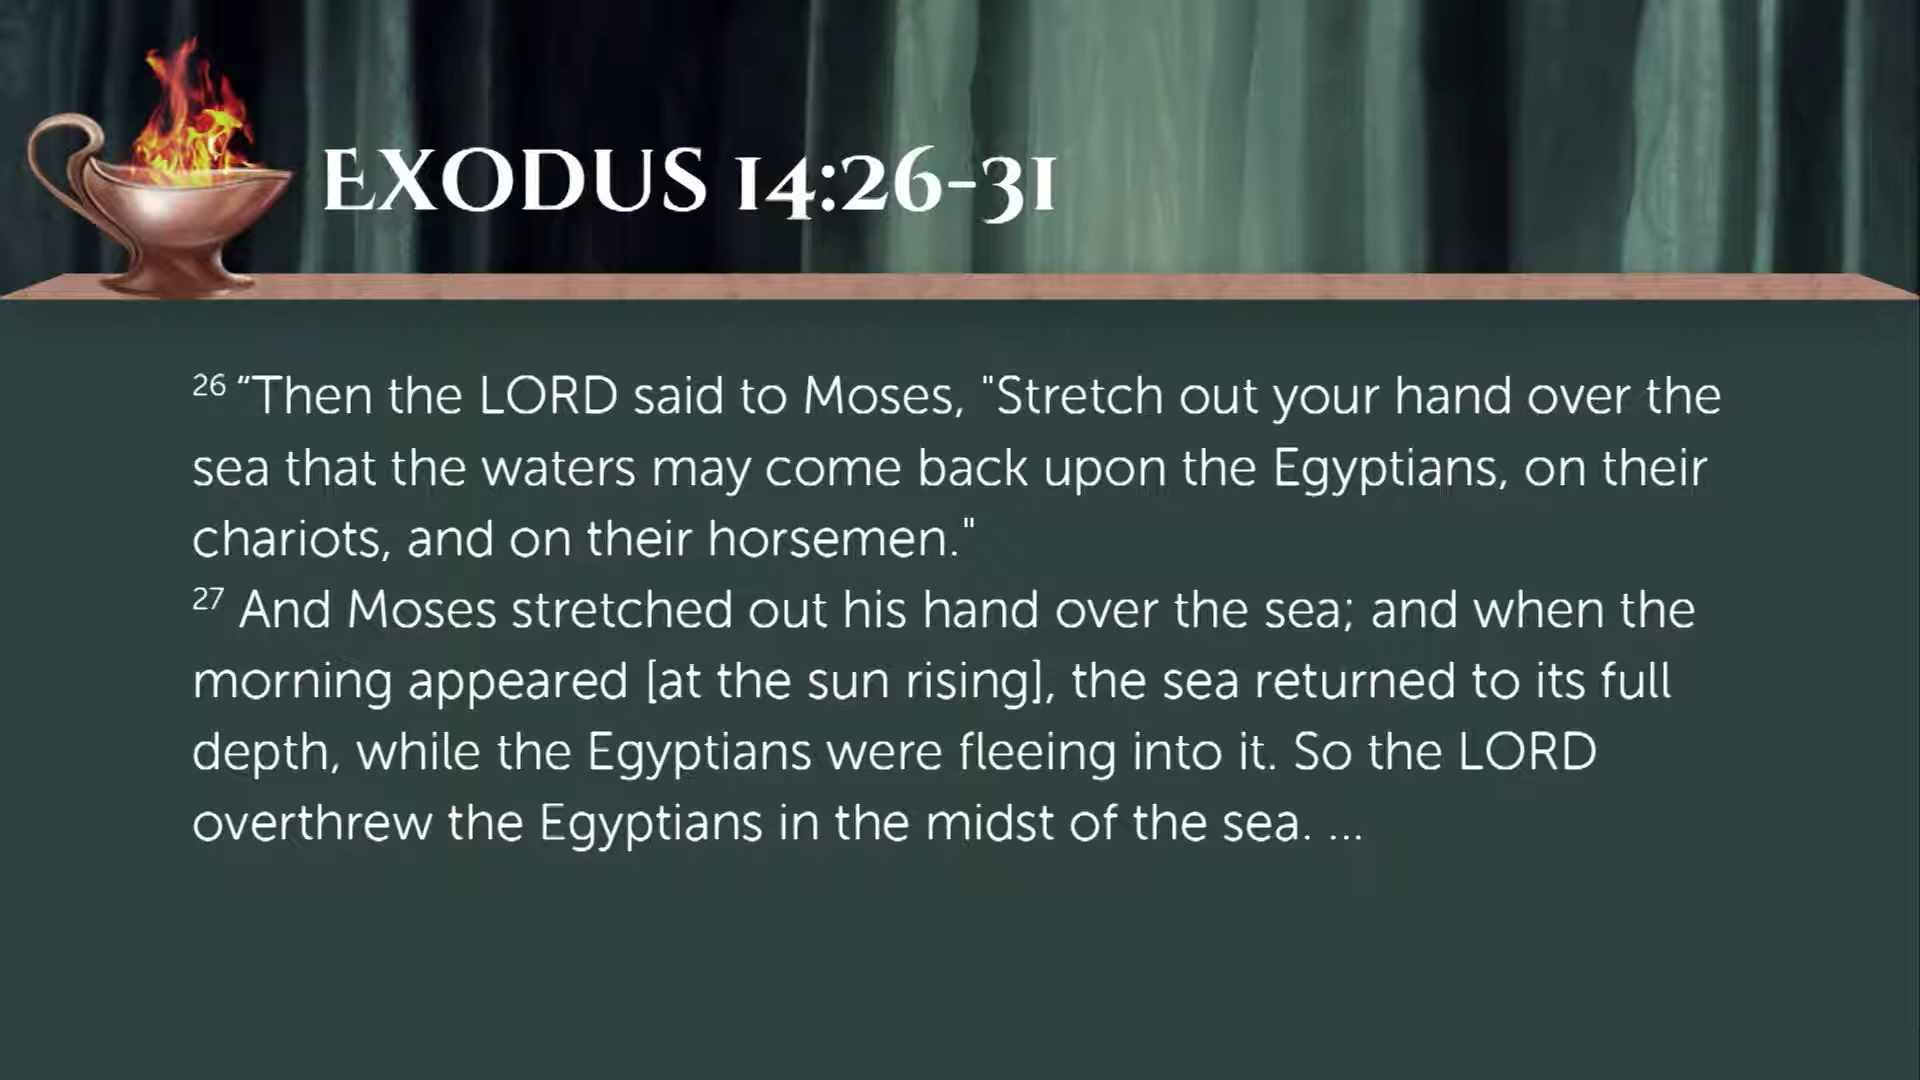 Exodus 14:26-31
26 “Then the LORD said to Moses, "Stretch out your hand over the
sea that the waters may come back upon the Egyptians, on their
chariots, and on their horsemen."
27 And Moses stretched out his hand over the sea; and when the
morning appeared [at the sun rising], the sea returned to its full
depth, while the Egyptians were fleeing into it. So the LORD
overthrew the Egyptians in the midst of the sea. ...